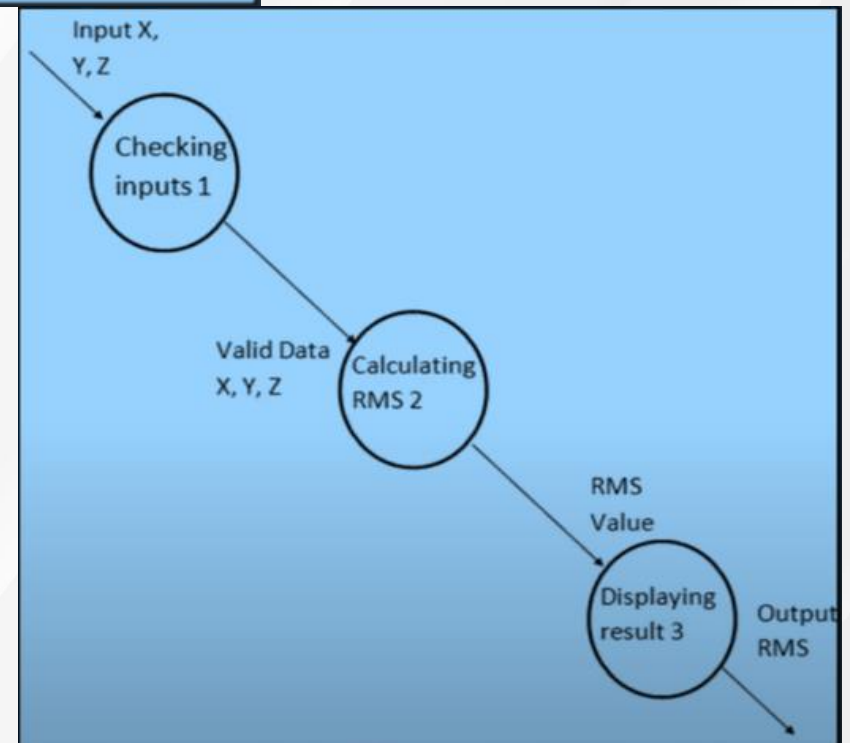 Input X,
Y, Z
Checking
inputs 1
Valid Data
X, Y, Z
Calculating
RMS 2
RMS
Value
Displaying
result 3
Output
RMS